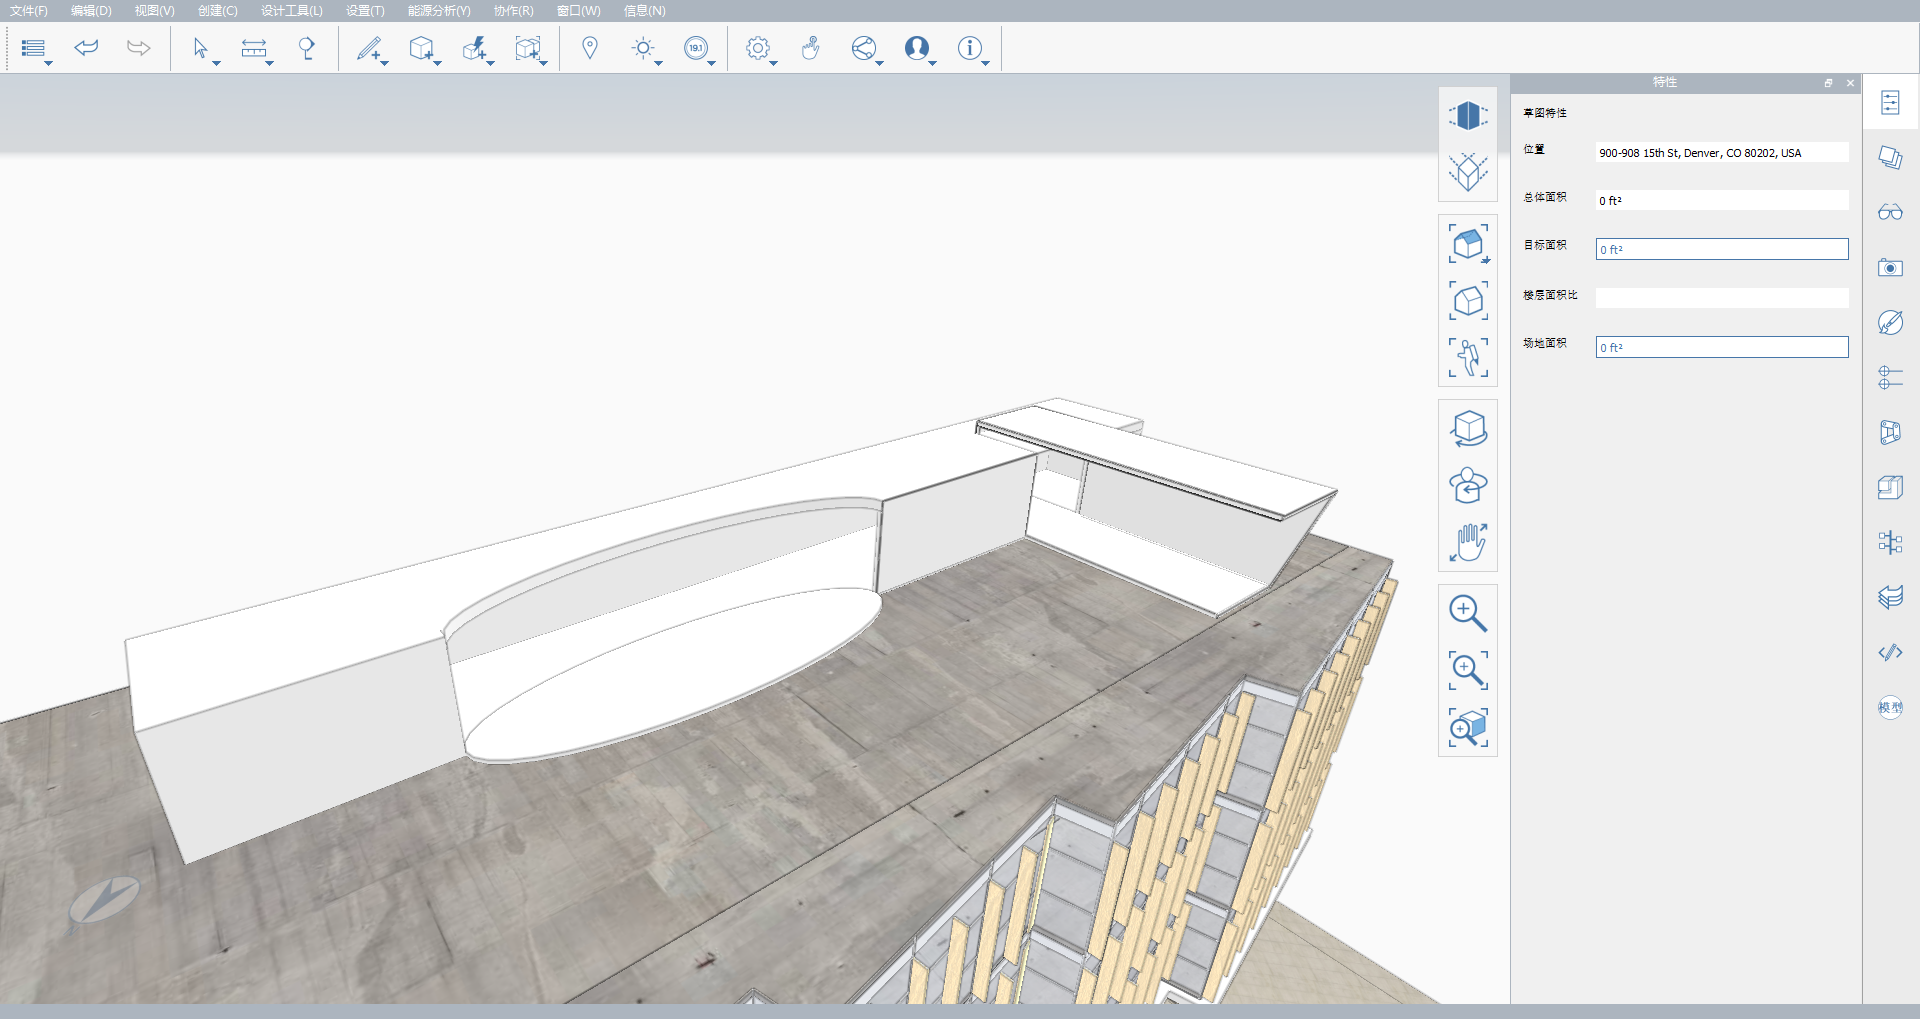 文件(F) 编辑(D) 视图(V) 创建(C) 设计工具(L) 设置(T) 能源分析(Y) 协作(R) 窗口(W) 信息(N)
19.1
特性
草图特性
位置 900-908 15th St, Denver, CO 80202, USA
总体面积 0 ft²
目标面积 0 ft²
楼层面积比
场地面积 0 ft²
模型